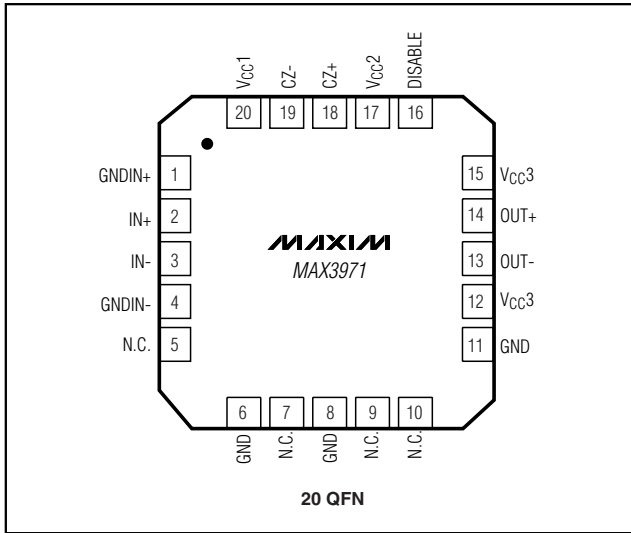 VCC1
CZ-
CZ+
VCC2
DISABLE
20
19
18
17
16
GNDIN+ 1
IN+ 2
IN- 3
GNDIN- 4
N.C. 5
MAXIM
MAX3971
15 VCC3
14 OUT+
13 OUT-
12 VCC3
11 GND
6
7
8
9
10
GND
N.C.
GND
N.C.
N.C.
20 QFN